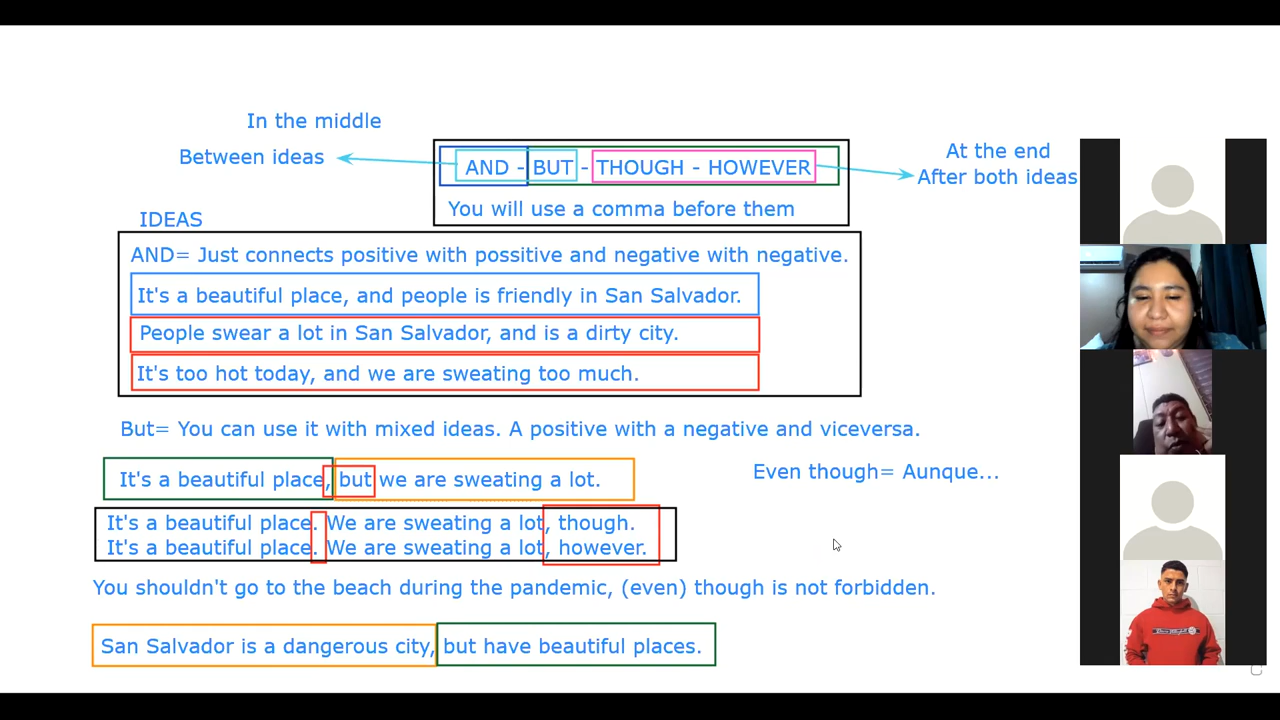 In the middle
Between ideas
AND - BUT - THOUGH - HOWEVER
At the end
After both ideas
You will use a comma before them
IDEAS
AND= Just connects positive with possitive and negative with negative.
It's a beautiful place, and people is friendly in San Salvador.
People swear a lot in San Salvador, and is a dirty city.
It's too hot today, and we are sweating too much.
But= You can use it with mixed ideas. A positive with a negative and viceversa.
It's a beautiful place, but we are sweating a lot.
Even though= Aunque...
It's a beautiful place. We are sweating a lot, though.
It's a beautiful place. We are sweating a lot, however.
You shouldn't go to the beach during the pandemic, (even) though is not forbidden.
San Salvador is a dangerous city, but have beautiful places.